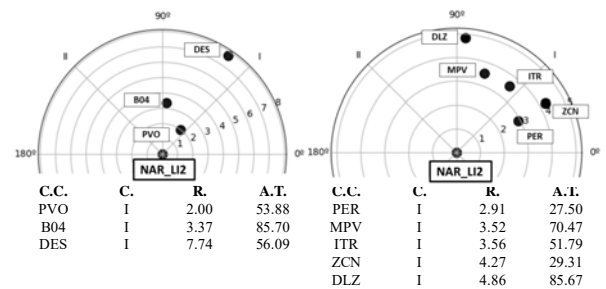 90º
II
I
DES
B04
PVO
1 2 3 4 5 6 7 8
180º
0º
NAR_LI2
C.C. C. R. A.T.
PVO I 2.00 53.88
B04 I 3.37 85.70
DES I 7.74 56.09
90º
II
I
DLZ
MPV
ITR
ZCN
PER
1 2 3 4 5
180º
0º
NAR_LI2
C.C. C. R. A.T.
PER I 2.91 27.50
MPV I 3.52 70.47
ITR I 3.56 51.79
ZCN I 4.27 29.31
DLZ I 4.86 85.67